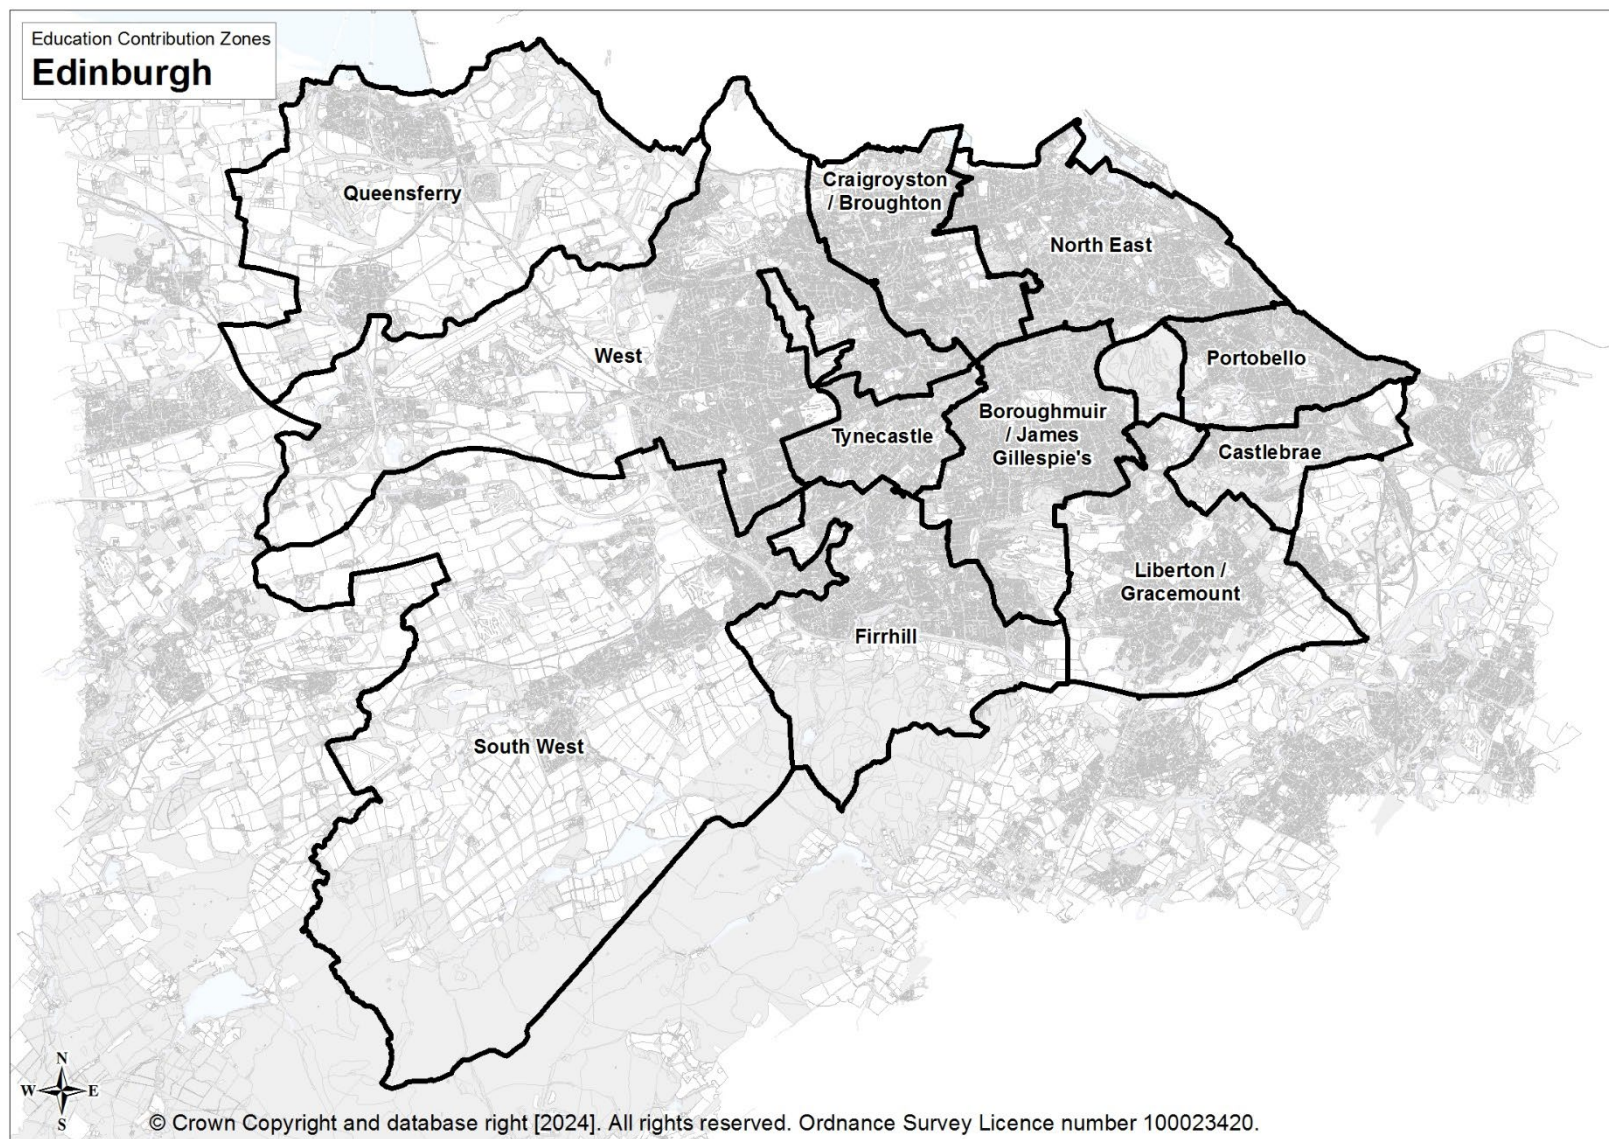 Education Contribution Zones
Edinburgh
Queensferry
Craigroyston
/ Broughton
North East
West
Portobello
Boroughmuir
/ James
Gillespie's
Tynecastle
Castlebrae
Liberton /
Gracemount
Firrhill
South West
N
W E
S
© Crown Copyright and database right [2024]. All rights reserved. Ordnance Survey Licence number 100023420.